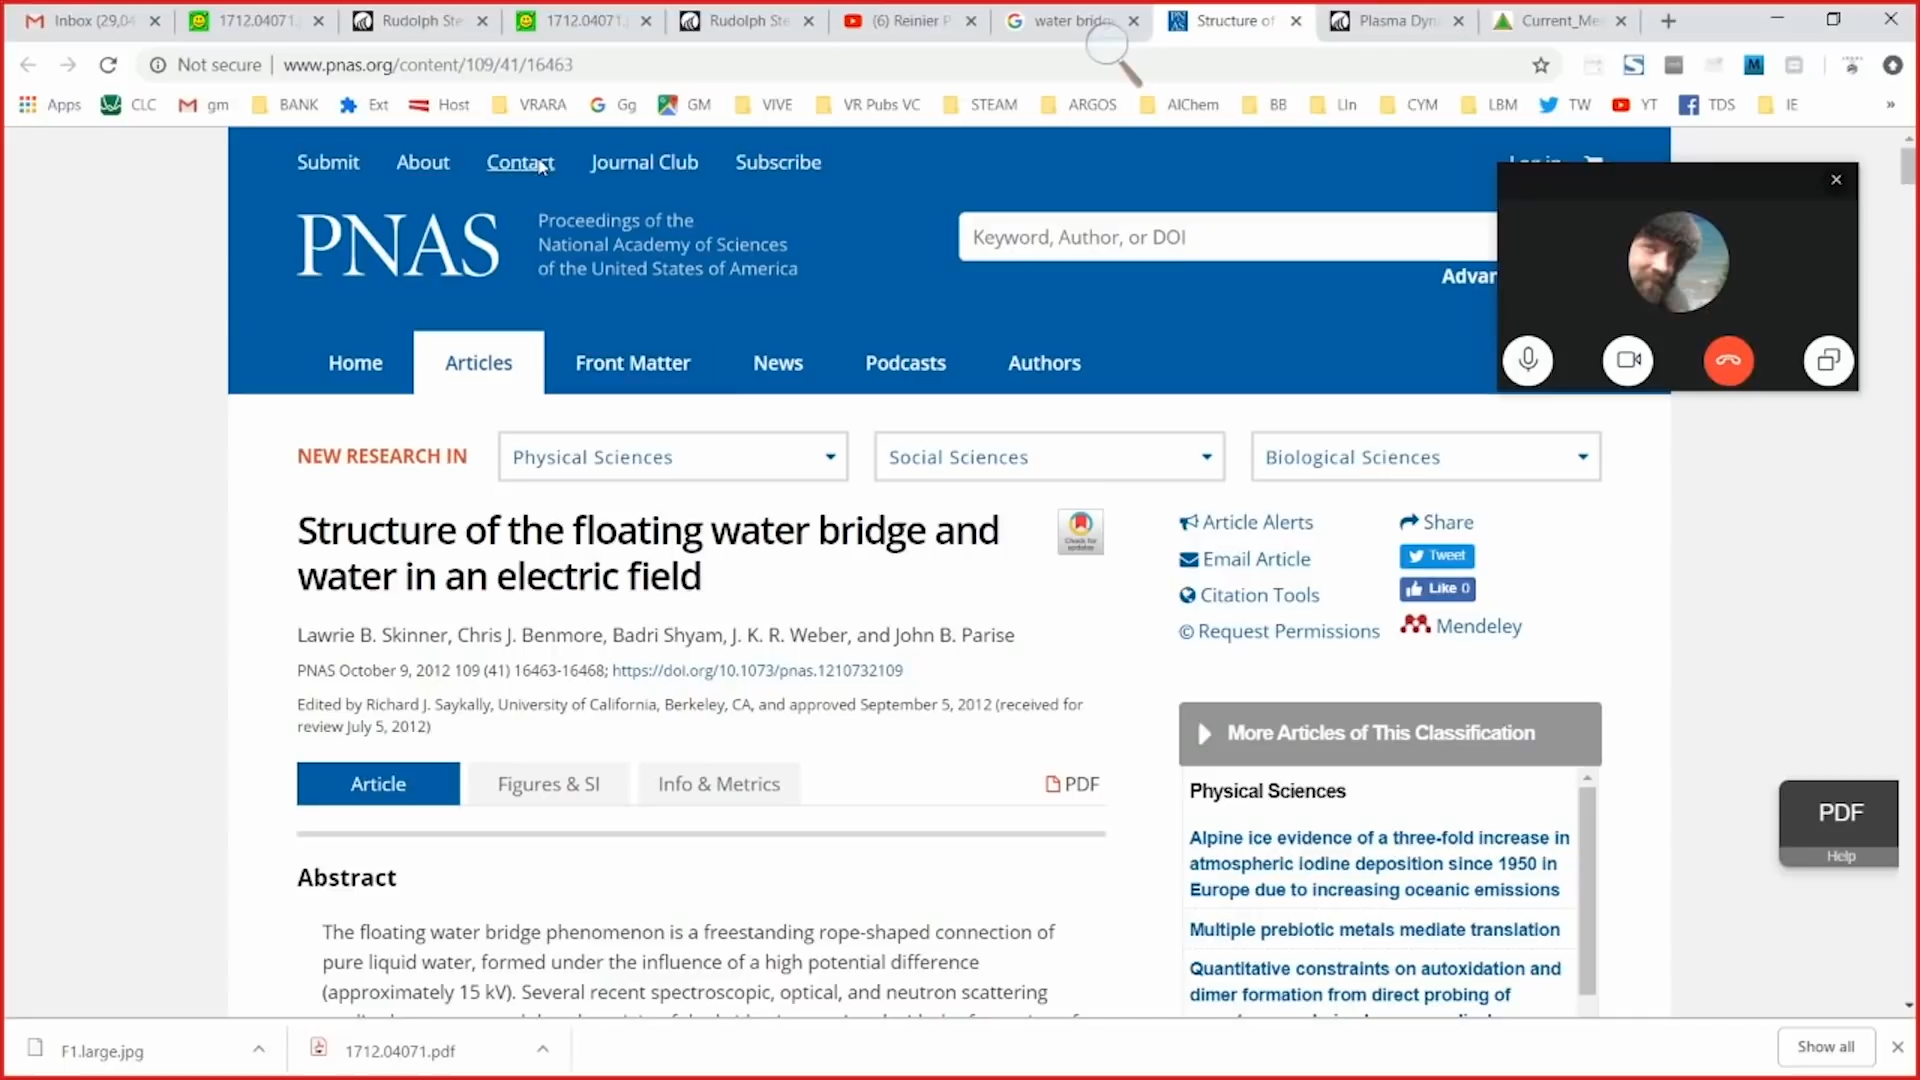 Inbox (29,04
1712.04071.
Rudolph Ste
1712.04071.
Rudolph Ste
(6) Reinier P
water bridg
Structure of
Plasma Dyn
Current_Me
Not secure | www.pnas.org/content/109/41/16463
Apps CLC gm BANK Ext Host VRARA Gg GM VIVE VR Pubs VC STEAM ARGOS AIChem BB LIn CYM LBM TW YT TDS IE »
Submit About Contact Journal Club Subscribe
Log in
PNAS
Proceedings of the
National Academy of Sciences
of the United States of America
Keyword, Author, or DOI
Advan
Home Articles Front Matter News Podcasts Authors
NEW RESEARCH IN Physical Sciences Social Sciences Biological Sciences
Structure of the floating water bridge and
water in an electric field
Check for
updates
Lawrie B. Skinner, Chris J. Benmore, Badri Shyam, J. K. R. Weber, and John B. Parise
PNAS October 9, 2012 109 (41) 16463-16468; https://doi.org/10.1073/pnas.1210732109
Edited by Richard J. Saykally, University of California, Berkeley, CA, and approved September 5, 2012 (received for
review July 5, 2012)
Article Figures & SI Info & Metrics PDF
Abstract
The floating water bridge phenomenon is a freestanding rope-shaped connection of
pure liquid water, formed under the influence of a high potential difference
(approximately 15 kV). Several recent spectroscopic, optical, and neutron scattering
Article Alerts
Email Article
Citation Tools
© Request Permissions
Share
Tweet
Like 0
Mendeley
More Articles of This Classification
Physical Sciences
Alpine ice evidence of a three-fold increase in
atmospheric iodine deposition since 1950 in
Europe due to increasing oceanic emissions
Multiple prebiotic metals mediate translation
Quantitative constraints on autoxidation and
dimer formation from direct probing of
PDF
Help
F1.large.jpg
1712.04071.pdf
Show all